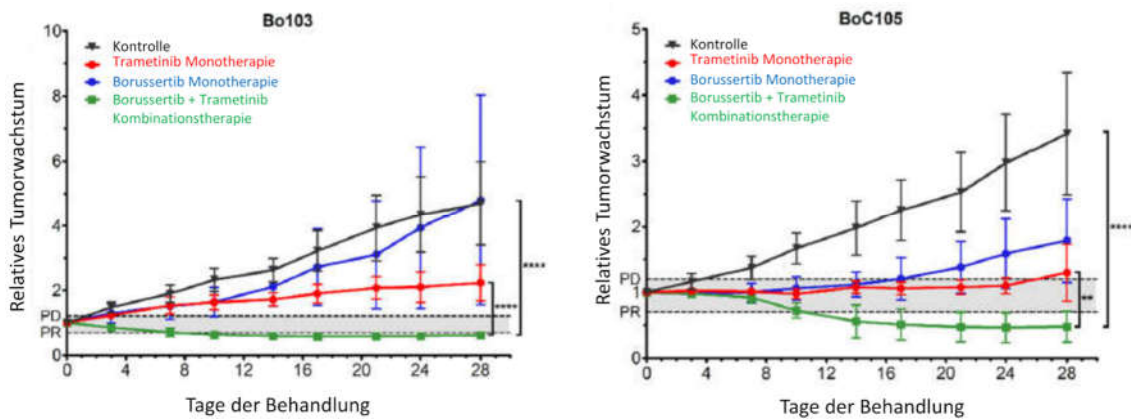 Bo103
Relatives Tumorwachstum
10
8
6
4
2
0
PD
PR
Kontrolle
Trametinib Monotherapie
Borussertib Monotherapie
Borussertib + Trametinib
Kombinationstherapie
****
****
0 4 8 12 16 20 24 28
Tage der Behandlung
BoC105
Relatives Tumorwachstum
5
4
3
2
1
0
PD
PR
Kontrolle
Trametinib Monotherapie
Borussertib Monotherapie
Borussertib + Trametinib
Kombinationstherapie
**
****
0 4 8 12 16 20 24 28
Tage der Behandlung